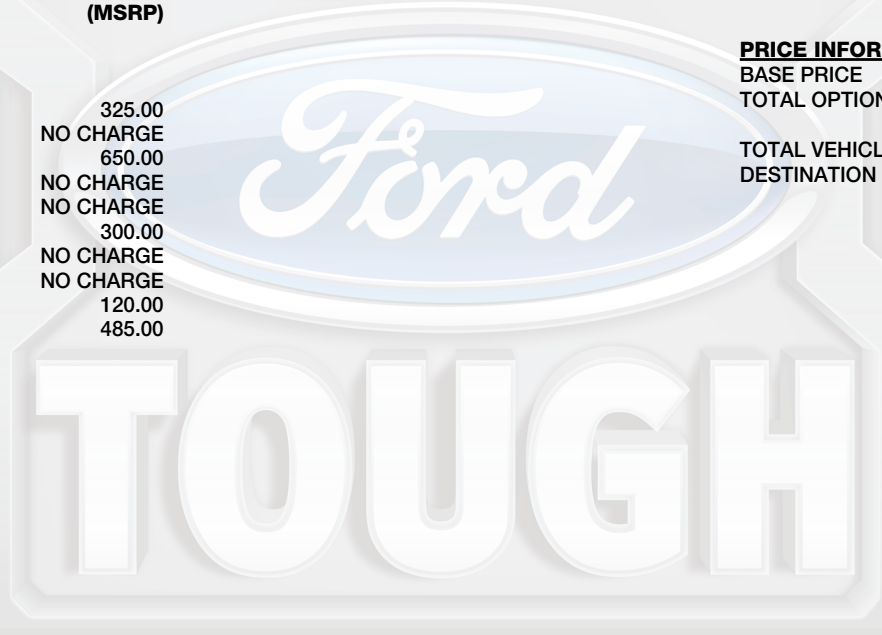 (MSRP)
325.00
NO CHARGE
650.00
NO CHARGE
NO CHARGE
300.00
NO CHARGE
NO CHARGE
120.00
485.00
PRICE INFOR
BASE PRICE
TOTAL OPTION
TOTAL VEHICL
DESTINATION
Ford
TOUGH